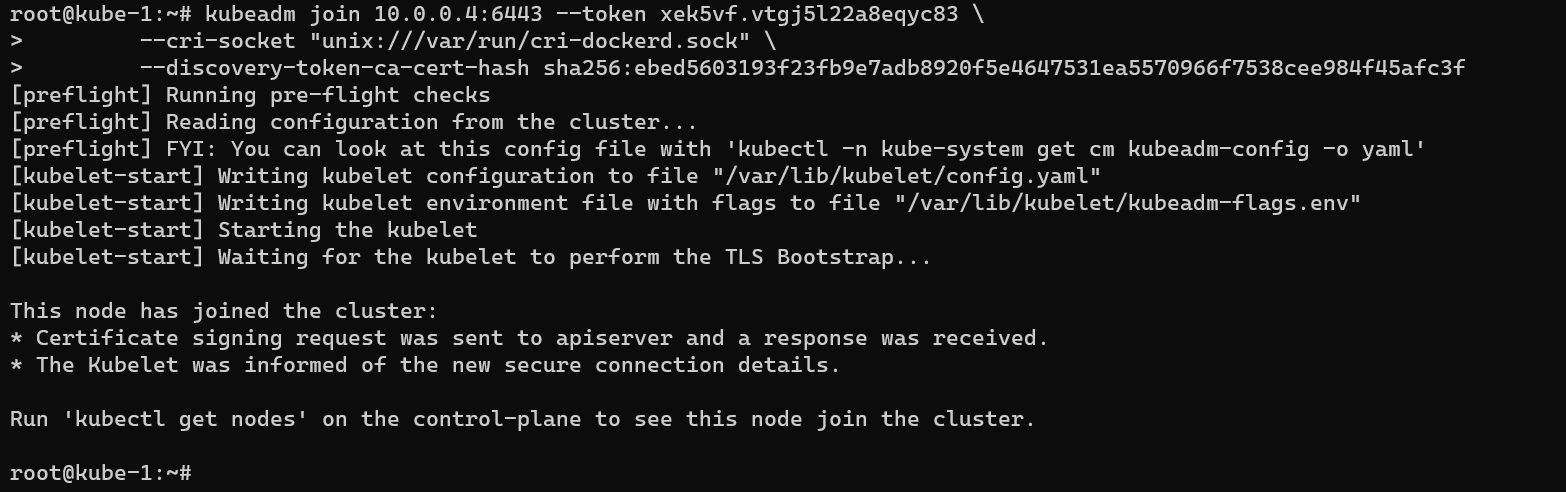 root@kube-1:~# kubeadm join 10.0.0.4:6443 --token xek5vf.vtgj5l22a8eqyc83 \
>         --cri-socket "unix:///var/run/cri-dockerd.sock" \
>         --discovery-token-ca-cert-hash sha256:ebed5603193f23fb9e7adb8920f5e4647531ea5570966f7538cee984f45afc3f
[preflight] Running pre-flight checks
[preflight] Reading configuration from the cluster...
[preflight] FYI: You can look at this config file with 'kubectl -n kube-system get cm kubeadm-config -o yaml'
[kubelet-start] Writing kubelet configuration to file "/var/lib/kubelet/config.yaml"
[kubelet-start] Writing kubelet environment file with flags to file "/var/lib/kubelet/kubeadm-flags.env"
[kubelet-start] Starting the kubelet
[kubelet-start] Waiting for the kubelet to perform the TLS Bootstrap...

This node has joined the cluster:
* Certificate signing request was sent to apiserver and a response was received.
* The Kubelet was informed of the new secure connection details.

Run 'kubectl get nodes' on the control-plane to see this node join the cluster.

root@kube-1:~#